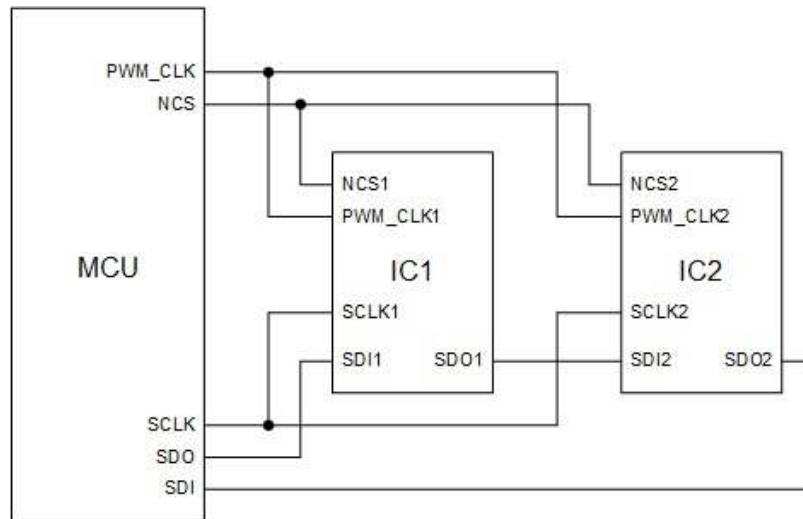 PWM_CLK
NCS
NCS1
NCS2
PWM_CLK1
PWM_CLK2
MCU
IC1
IC2
SCLK1
SCLK2
SDI1
SDO1
SDI2
SDO2
SCLK
SDO
SDI